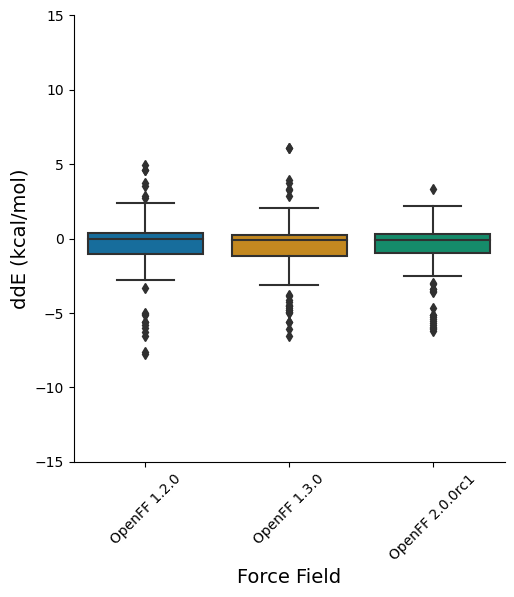 15
10
5
0
−5
−10
−15
ddE (kcal/mol)
OpenFF 1.2.0
OpenFF 1.3.0
OpenFF 2.0.0rc1
Force Field